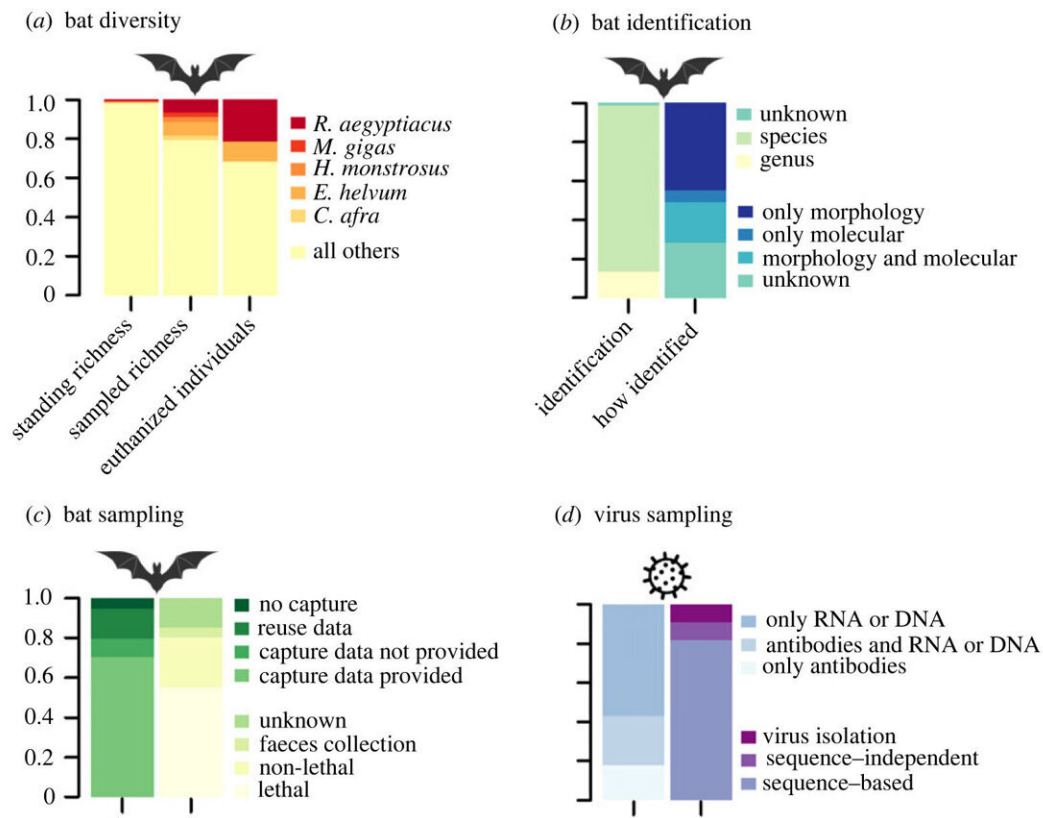 (a) bat diversity
1.0
0.8
0.6
0.4
0.2
0
R. aegyptiacus
M. gigas
H. monstrosus
E. helvum
C. afra
all others
standing richness
sampled richness
euthanized individuals
(b) bat identification
unknown
species
genus
only morphology
only molecular
morphology and molecular
unknown
identification
how identified
(c) bat sampling
1.0
0.8
0.6
0.4
0.2
0
no capture
reuse data
capture data not provided
capture data provided
unknown
faeces collection
non-lethal
lethal
(d) virus sampling
only RNA or DNA
antibodies and RNA or DNA
only antibodies
virus isolation
sequence–independent
sequence–based